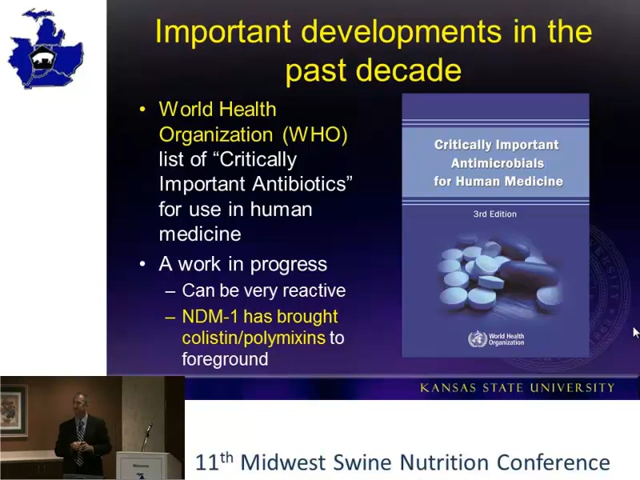 Important developments in the
past decade
• World Health
Organization (WHO)
list of “Critically
Important Antibiotics”
for use in human
medicine
• A work in progress
– Can be very reactive
– NDM-1 has brought
colistin/polymixins to
foreground
Critically Important
Antimicrobials
for Human Medicine
3rd Edition
World Health
Organization
KANSAS STATE UNIVERSITY
11th Midwest Swine Nutrition Conference